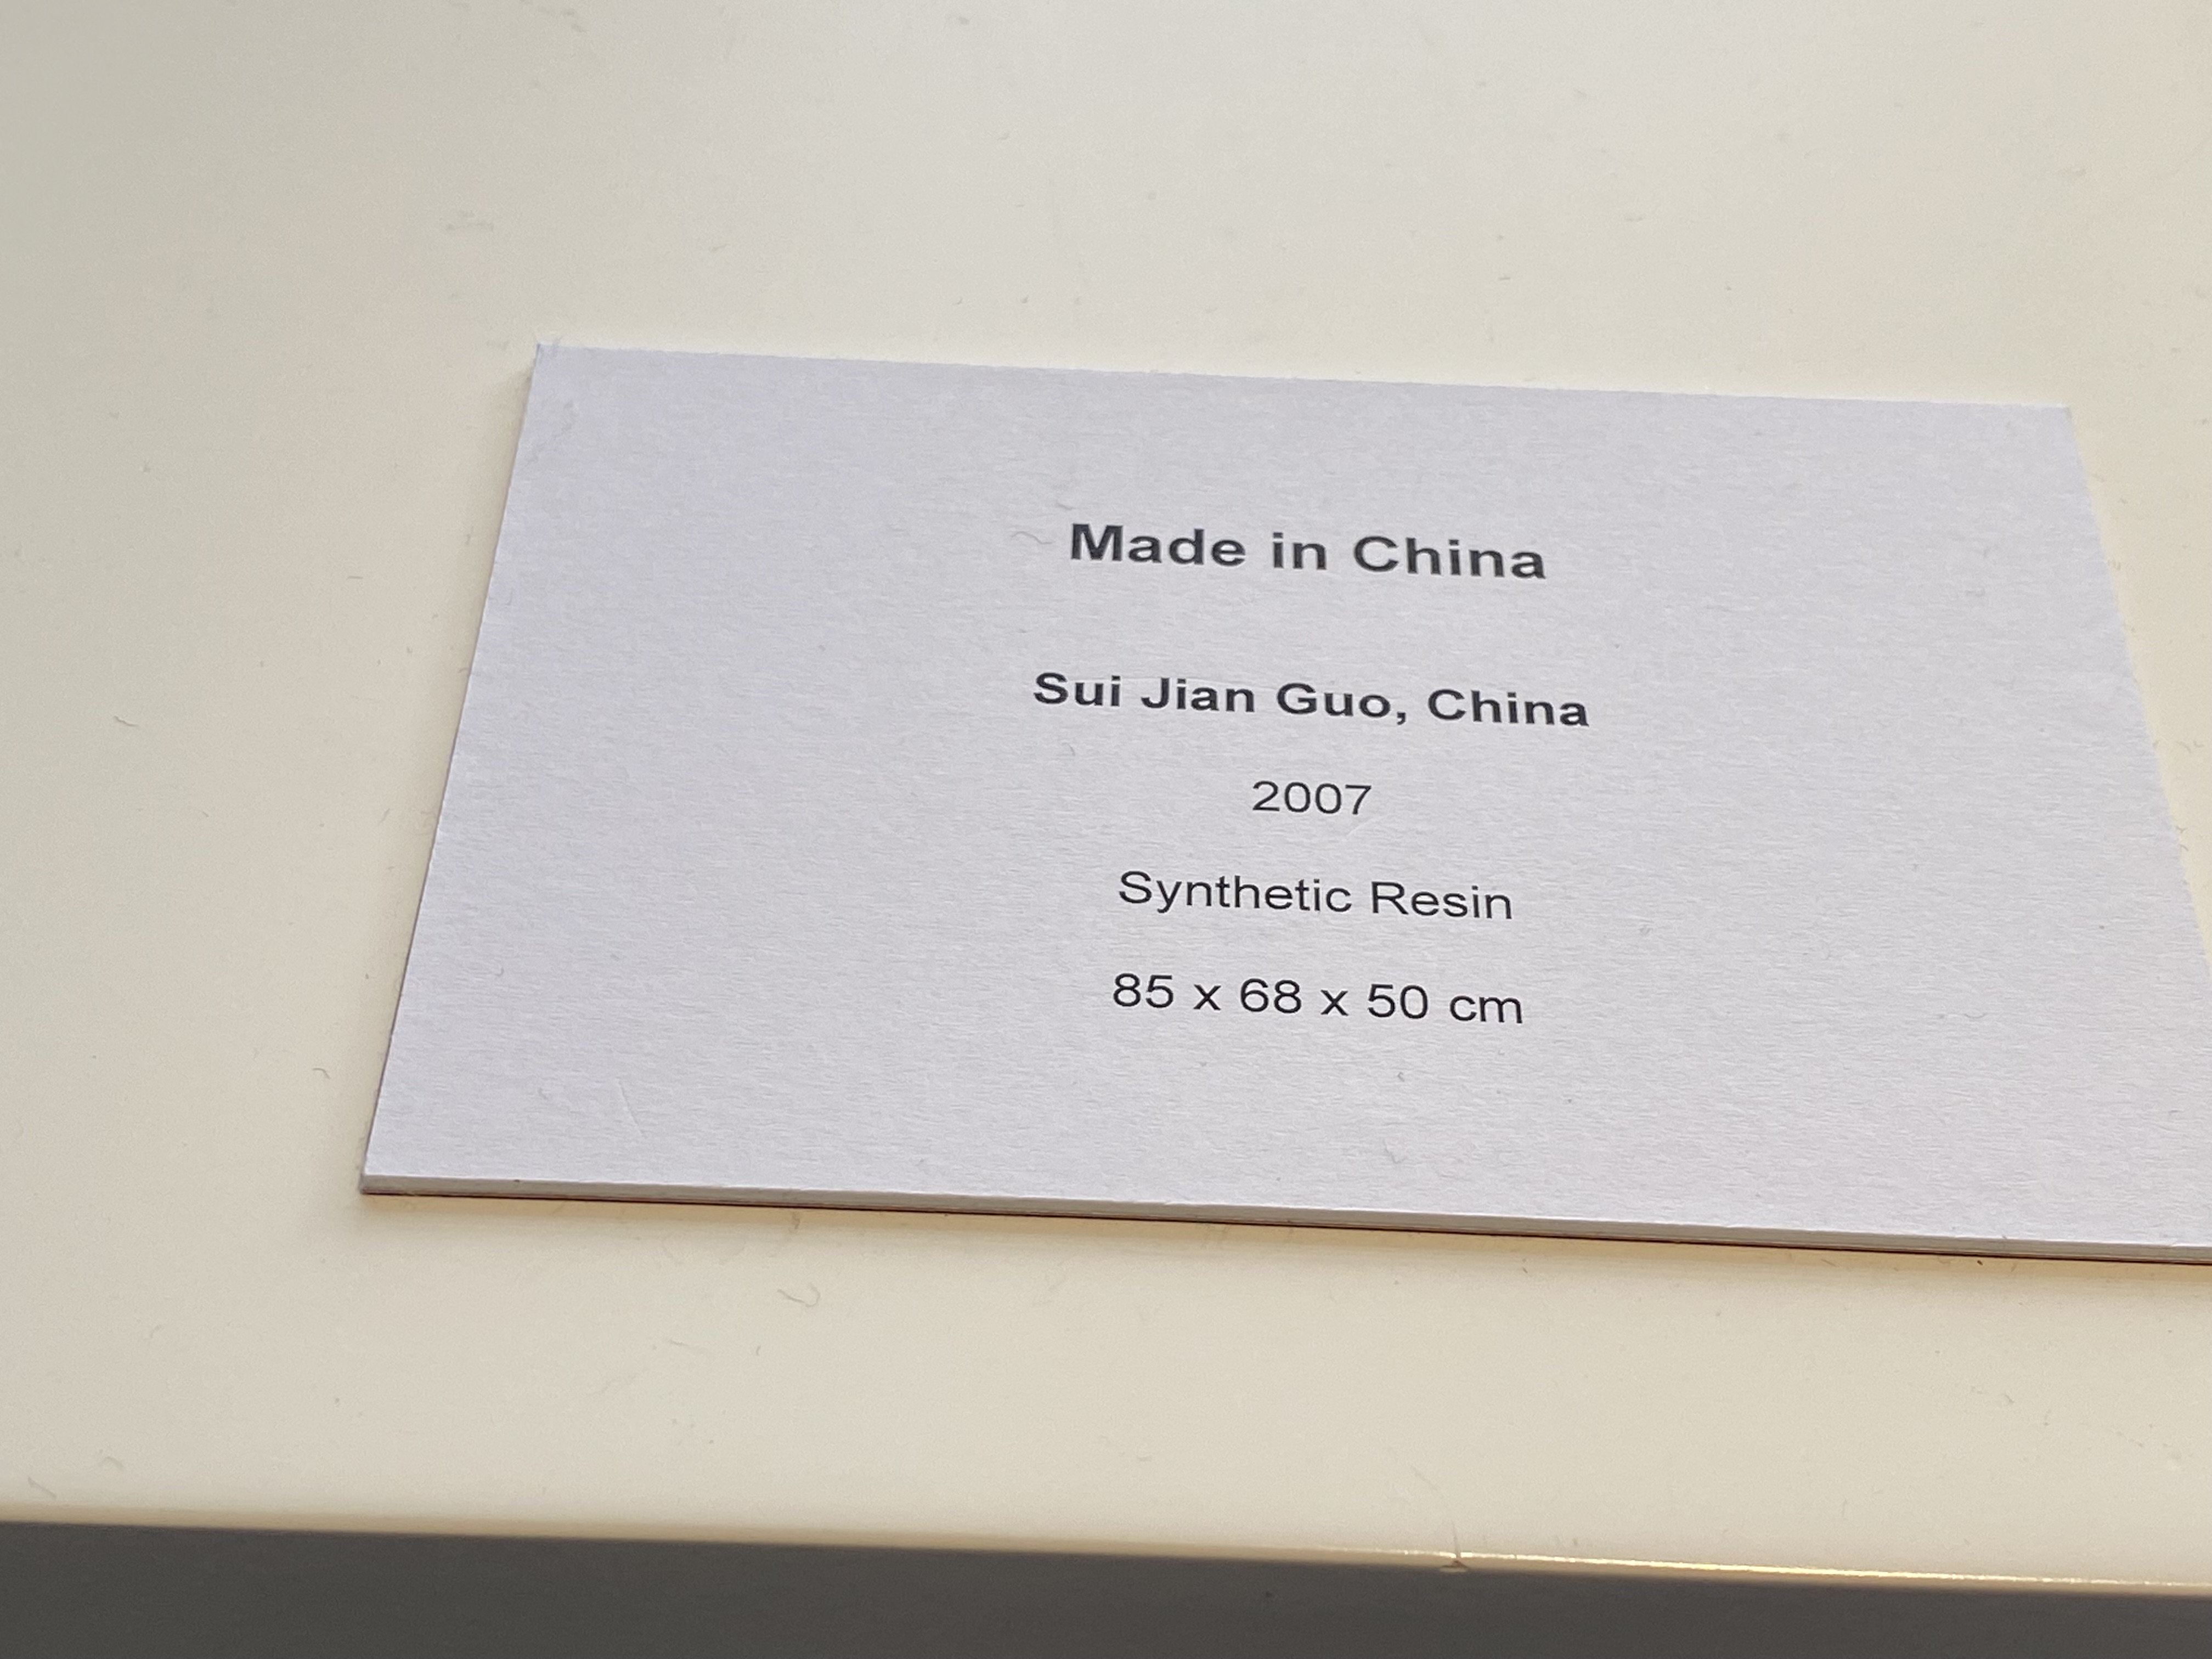 Made in China
Sui Jian Guo, China
2007
Synthetic Resin
85 x 68 x 50 cm